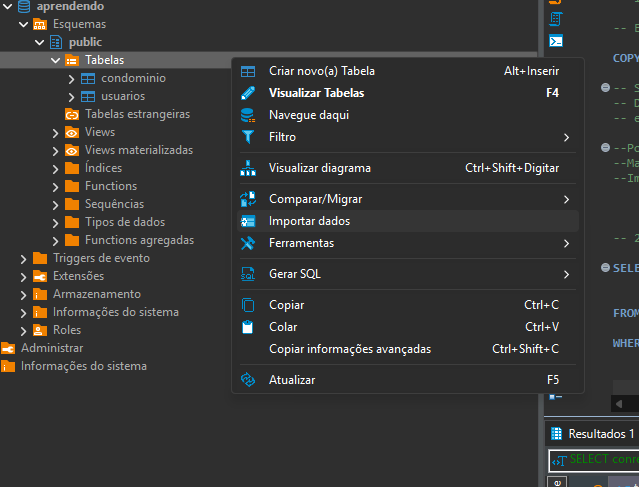 aprendendo
Esquemas
public
Tabelas
condominio
usuarios
Tabelas estrangeiras
Views
Views materializadas
Índices
Functions
Sequências
Tipos de dados
Functions agregadas
Triggers de evento
Extensões
Armazenamento
Informações do sistema
Roles
Administrar
Informações do sistema
Criar novo(a) Tabela Alt+Inserir
Visualizar Tabelas F4
Navegue daqui
Filtro
Visualizar diagrama Ctrl+Shift+Digitar
Comparar/Migrar
Importar dados
Ferramentas
Gerar SQL
Copiar Ctrl+C
Colar Ctrl+V
Copiar informações avançadas Ctrl+Shift+C
Atualizar F5
-- E
COPY
-- S
-- D
-- e
--Po
--Ma
--Im
-- 2
SELE
FROM
WHER
Resultados 1
SELECT conr